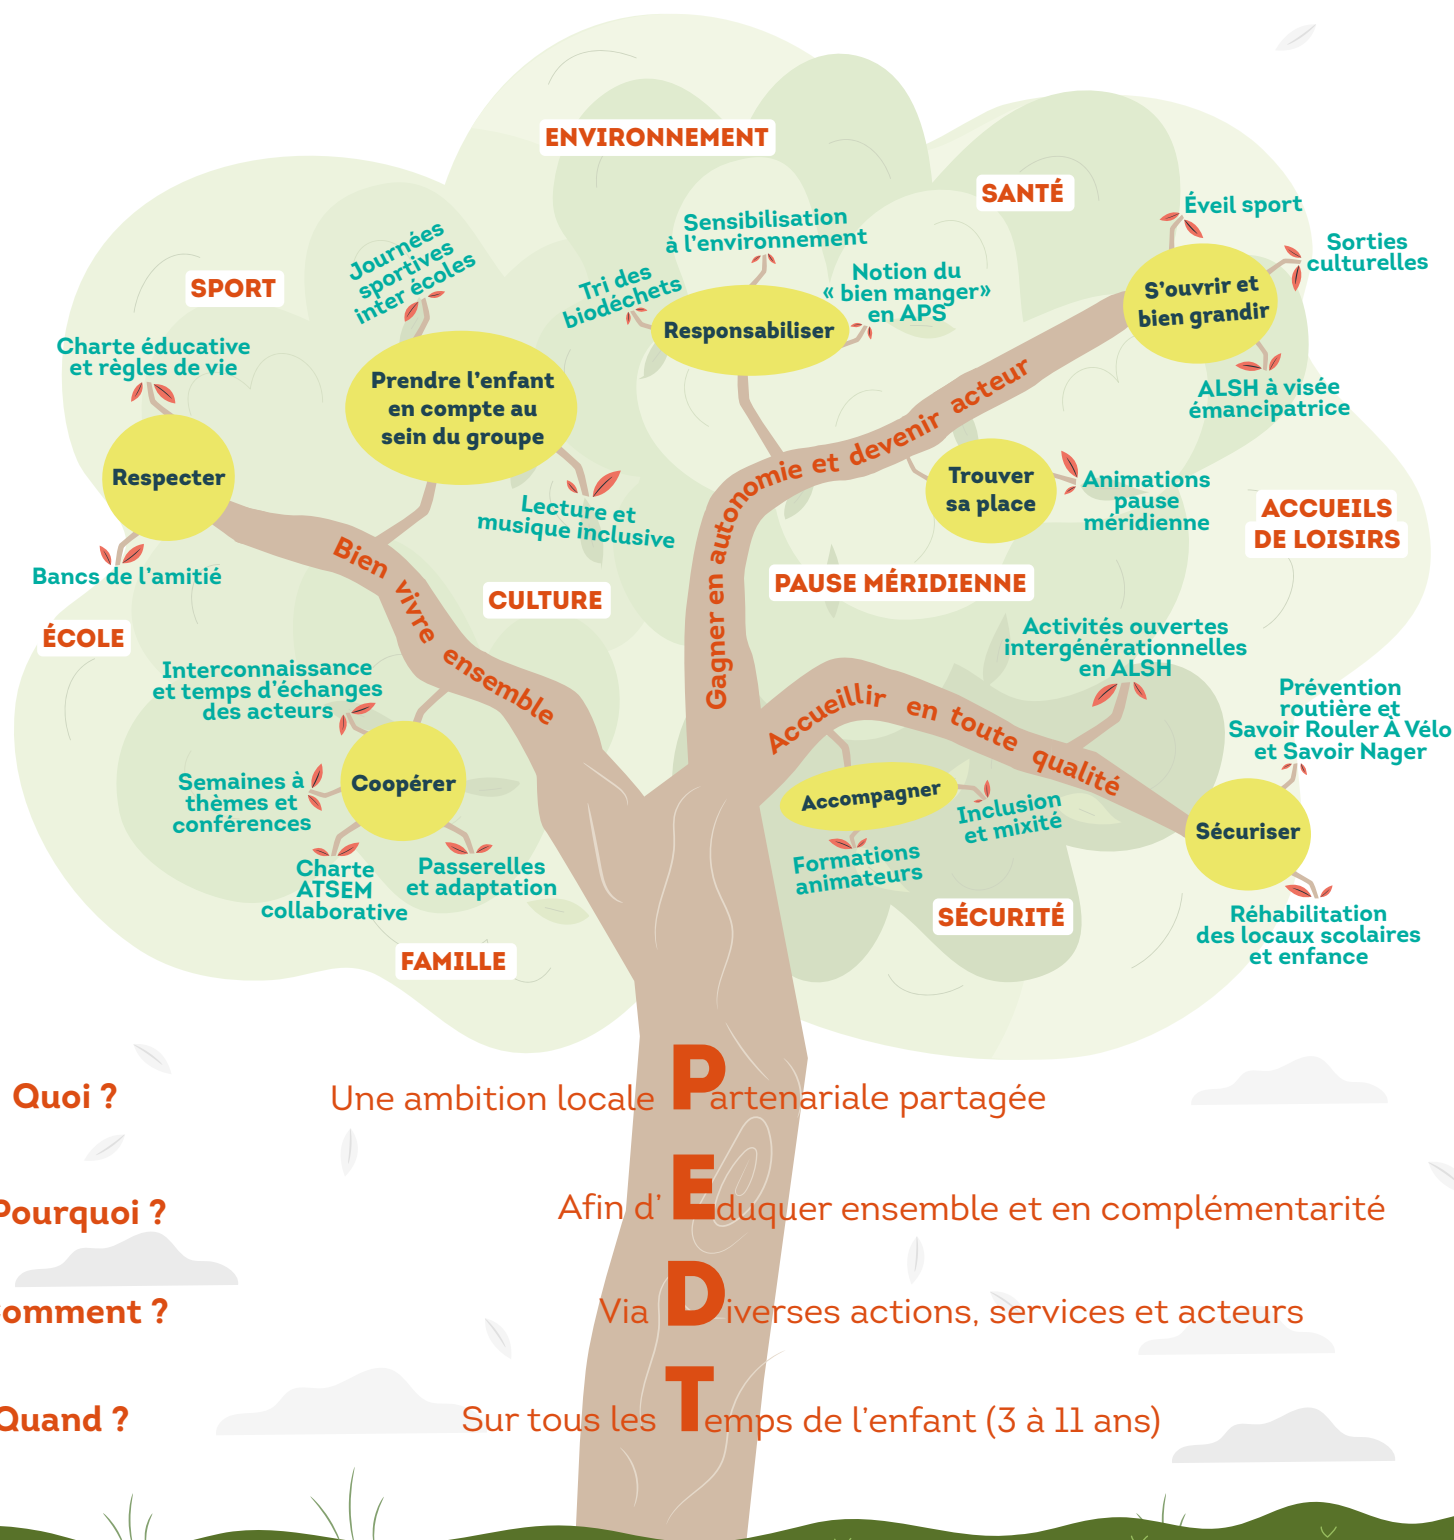 ENVIRONNEMENT
SANTÉ
SPORT
Journées
sportives
inter écoles
Sensibilisation
à l'environnement
Tri des
biodéchets
Notion du
« bien manger»
en APS
Responsabiliser
Éveil sport
Sorties
culturelles
S'ouvrir et
bien grandir
ALSH à visée
émancipatrice
Charte éducative
et règles de vie
Prendre l'enfant
en compte au
sein du groupe
Respecter
Lecture et
musique inclusive
Bancs de l'amitié
Trouver
sa place
Animations
pause
méridienne
ACCUEILS
DE LOISIRS
Bien vivre ensemble
Gagner en autonomie et devenir acteur
CULTURE
PAUSE MÉRIDIENNE
ÉCOLE
Interconnaissance
et temps d'échanges
des acteurs
Coopérer
Semaines à
thèmes et
conférences
Charte
ATSEM
collaborative
Passerelles
et adaptation
FAMILLE
Accueillir en toute qualité
Activités ouvertes
intergénérationnelles
en ALSH
Prévention
routière et
Savoir Rouler À Vélo
et Savoir Nager
Accompagner
Inclusion
et mixité
Formations
animateurs
Sécuriser
SÉCURITÉ
Réhabilitation
des locaux scolaires
et enfance
Quoi ? Une ambition locale Partenariale partagée
Pourquoi ? Afin d' Eduquer ensemble et en complémentarité
omment ? Via Diverses actions, services et acteurs
Quand ? Sur tous les Temps de l'enfant (3 à 11 ans)